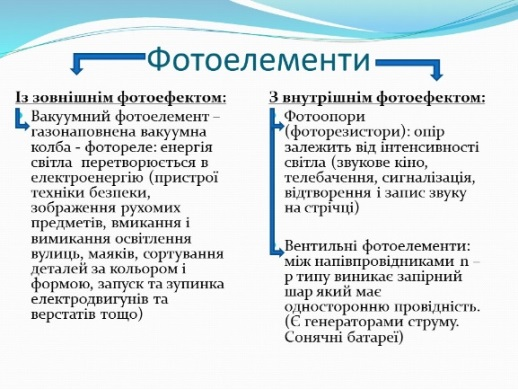 Фотоелементи
Із зовнішнім фотоефектом:
Вакуумний фотоелемент –
газонаповнена вакуумна
колба - фотореле: енергія
світла перетворюється в
електроенергію (пристрої
техніки безпеки,
зображення рухомих
предметів, вмикання і
вимикання освітлення
вулиць, маяків, сортування
деталей за кольором і
формою, запуск та зупинка
електродвигунів та
верстатів тощо)
З внутрішнім фотоефектом:
Фотоопори
(фоторезистори): опір
залежить від інтенсивності
світла (звукове кіно,
телебачення, сигналізація,
відтворення і запис звуку
на стрічці)
Вентильні фотоелементи:
між напівпровідниками n –
p типу виникає запірний
шар який має
односторонню провідність.
(Є генераторами струму.
Сонячні батареї)